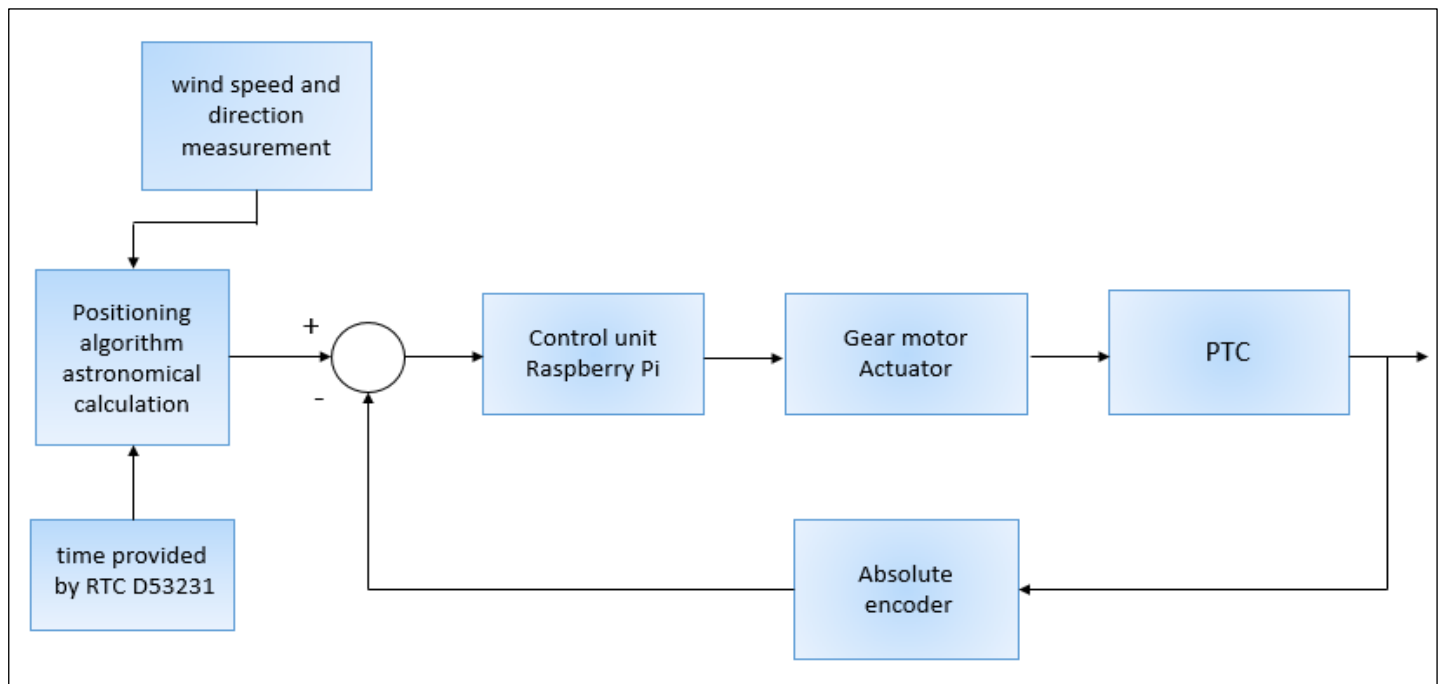 wind speed and
direction
measurement
Positioning
algorithm
astronomical
calculation
+
-
Control unit
Raspberry Pi
Gear motor
Actuator
PTC
time provided
by RTC D53231
Absolute
encoder